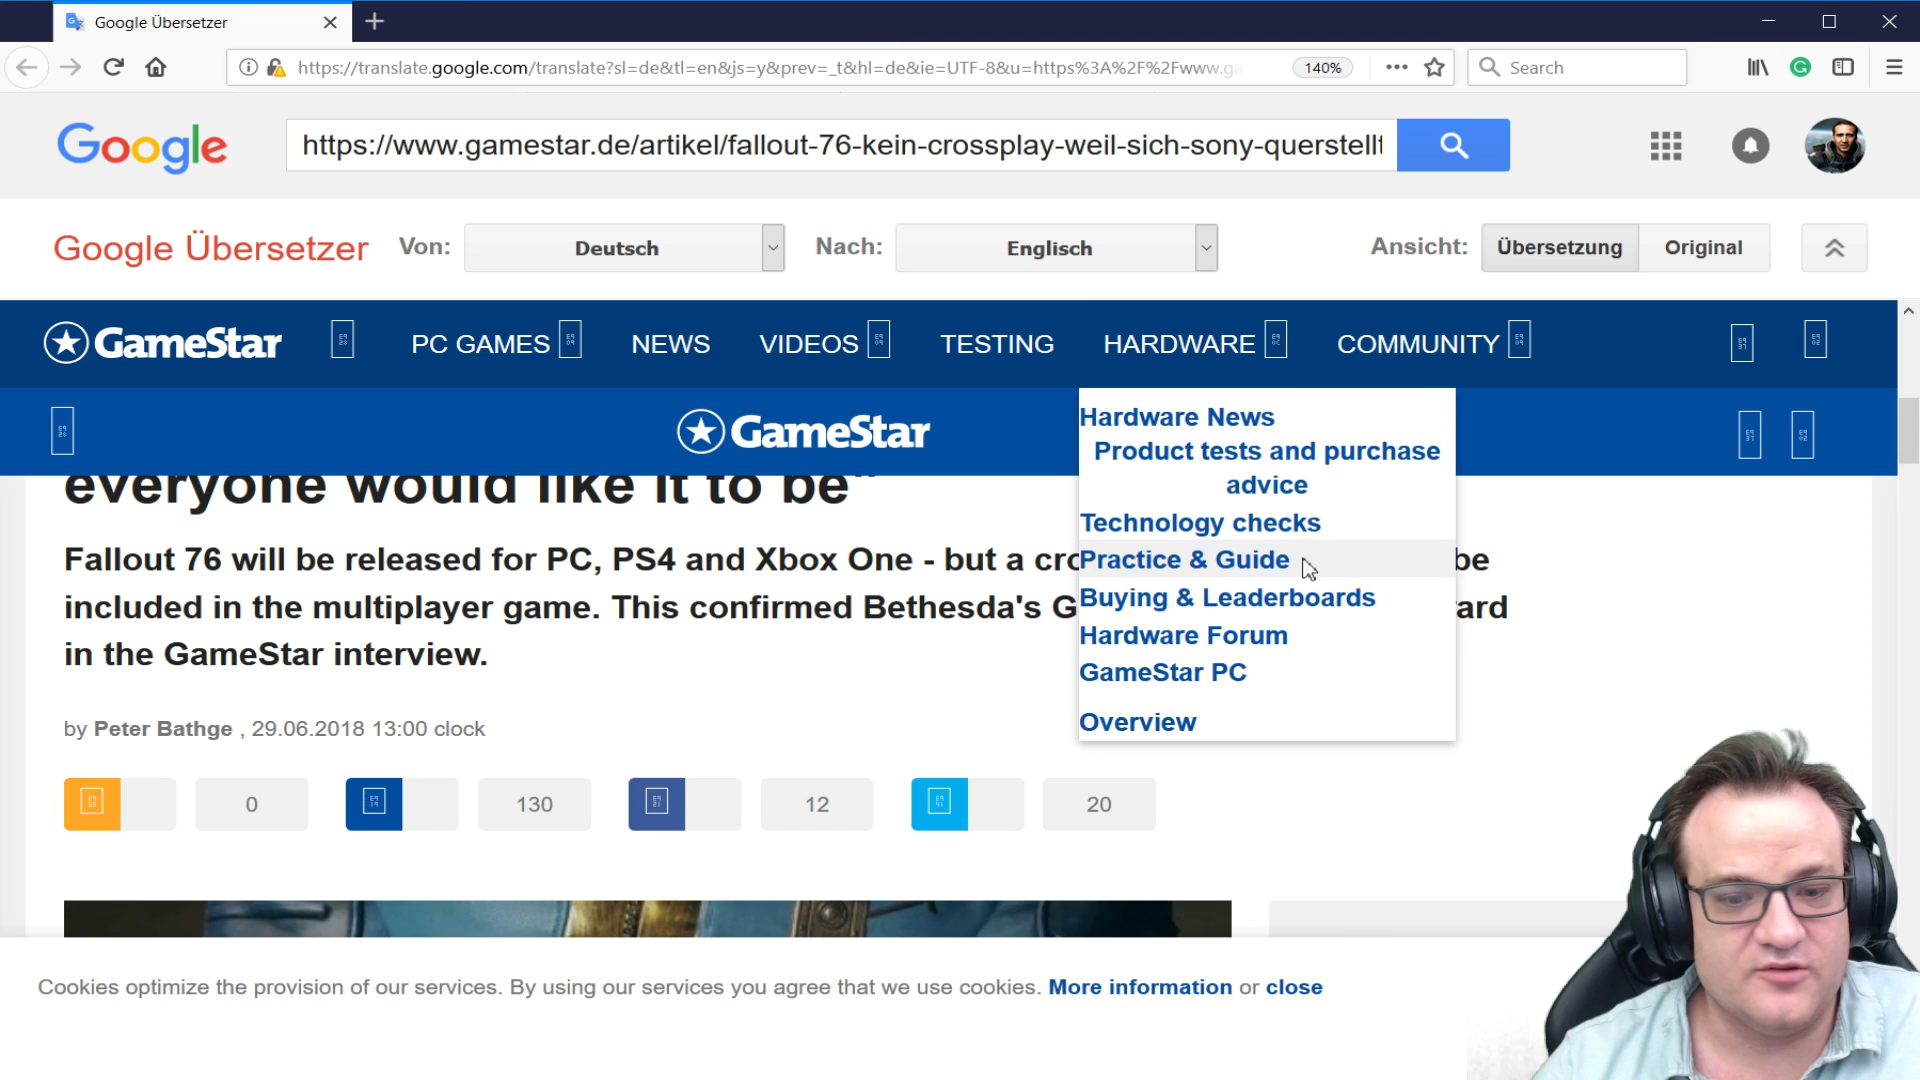 Google Übersetzer
https://translate.google.com/translate?sl=de&tl=en&js=y&prev=_t&hl=de&ie=UTF-8&u=https%3A%2F%2Fwww.ga
140%
Search
Google
https://www.gamestar.de/artikel/fallout-76-kein-crossplay-weil-sich-sony-querstellt
Google Übersetzer
Von:
Deutsch
Nach:
Englisch
Ansicht:
Übersetzung
Original
GameStar
PC GAMES
NEWS
VIDEOS
TESTING
HARDWARE
COMMUNITY
GameStar
Hardware News
Product tests and purchase
advice
Technology checks
Practice & Guide
Buying & Leaderboards
Hardware Forum
GameStar PC
Overview
everyone would like it to be"
Fallout 76 will be released for PC, PS4 and Xbox One - but a cro be
included in the multiplayer game. This confirmed Bethesda's G ard
in the GameStar interview.
by Peter Bathge , 29.06.2018 13:00 clock
0
130
12
20
Cookies optimize the provision of our services. By using our services you agree that we use cookies. More information or close